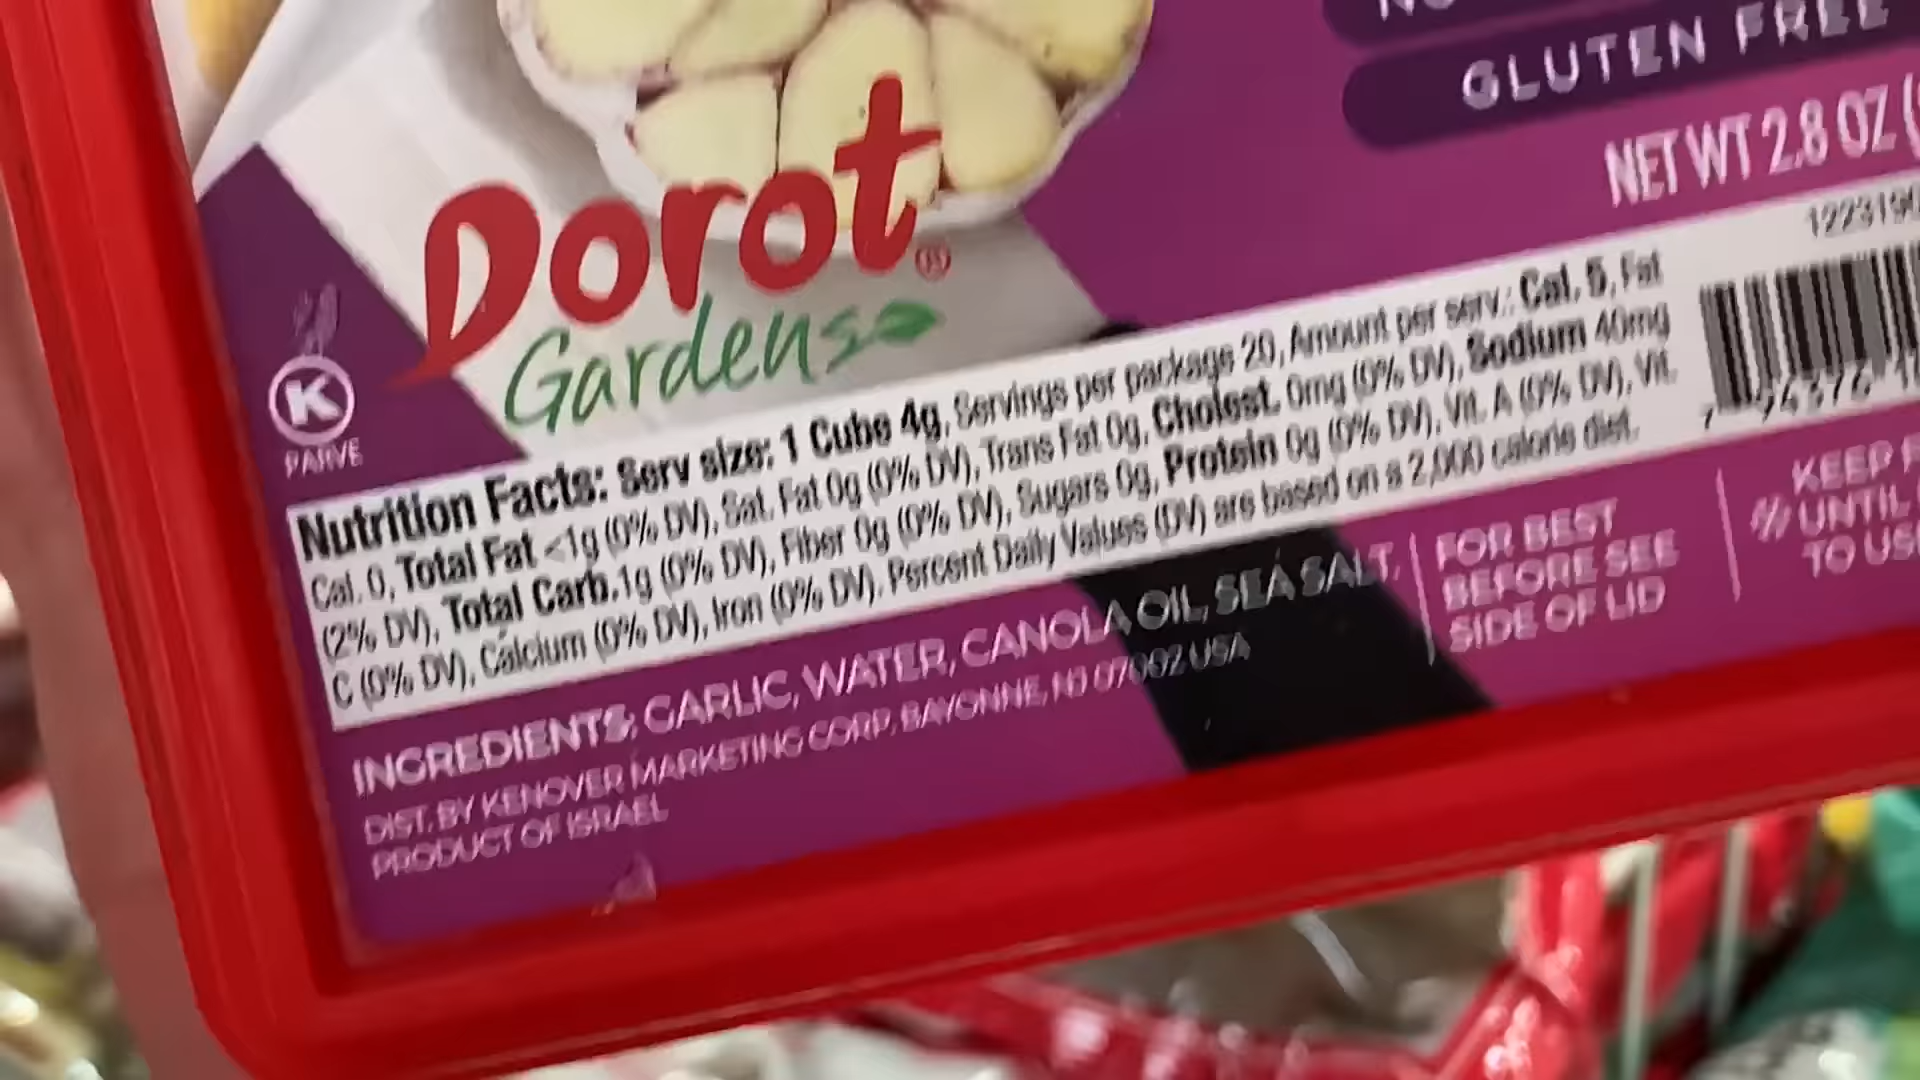 GLUTEN FREE
NET WT 2.8 OZ (
Dorot®
Gardens
K
PARVE
Nutrition Facts: Serv size: 1 Cube 4g, Servings per package 20, Amount per serv.: Cal. 5, Fat
Cal. 0, Total Fat <1g (0% DV), Sat. Fat 0g (0% DV), Trans Fat 0g, Cholest. 0mg (0% DV), Sodium 40mg
(2% DV), Total Carb.1g (0% DV), Fiber 0g (0% DV), Sugars 0g, Protein 0g (0% DV), Vit. A (0% DV), Vit.
C (0% DV), Calcium (0% DV), Iron (0% DV). Percent Daily Values (DV) are based on a 2,000 calorie diet.
INGREDIENTS: GARLIC, WATER, CANOLA OIL, SEA SALT.
DIST. BY KENOVER MARKETING CORP, BAYONNE, NJ 07002 USA
PRODUCT OF ISRAEL
FOR BEST
BEFORE SEE
SIDE OF LID
KEEP
UNTIL
TO